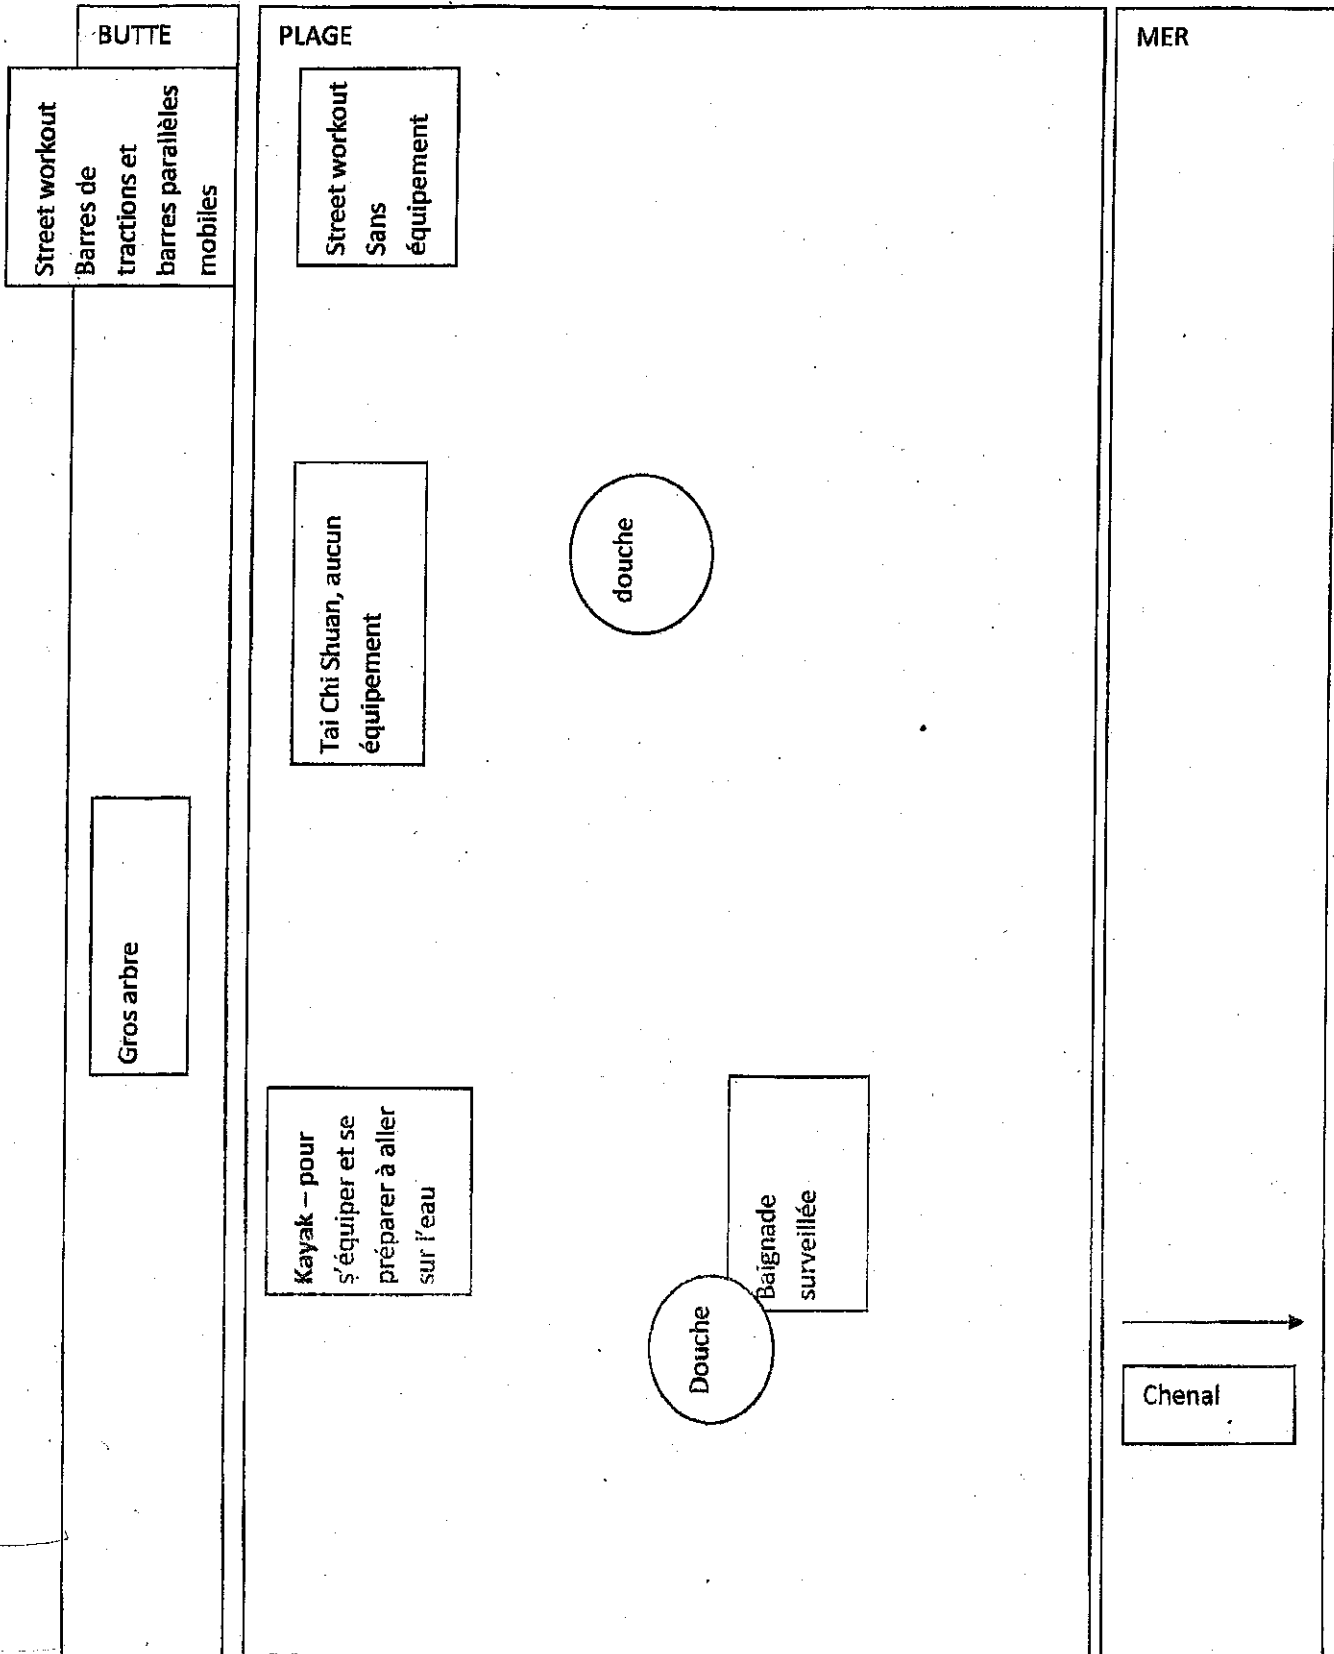 BUTTE
PLAGE
MER
Street workout
Barres de
tractions et
barres parallèles
mobiles
Street workout
Sans
équipement
Tai Chi Shuan, aucun
équipement
douche
Gros arbre
Kayak – pour
s'équiper et se
préparer à aller
sur l'eau
Baignade
surveillée
Douche
Chenal